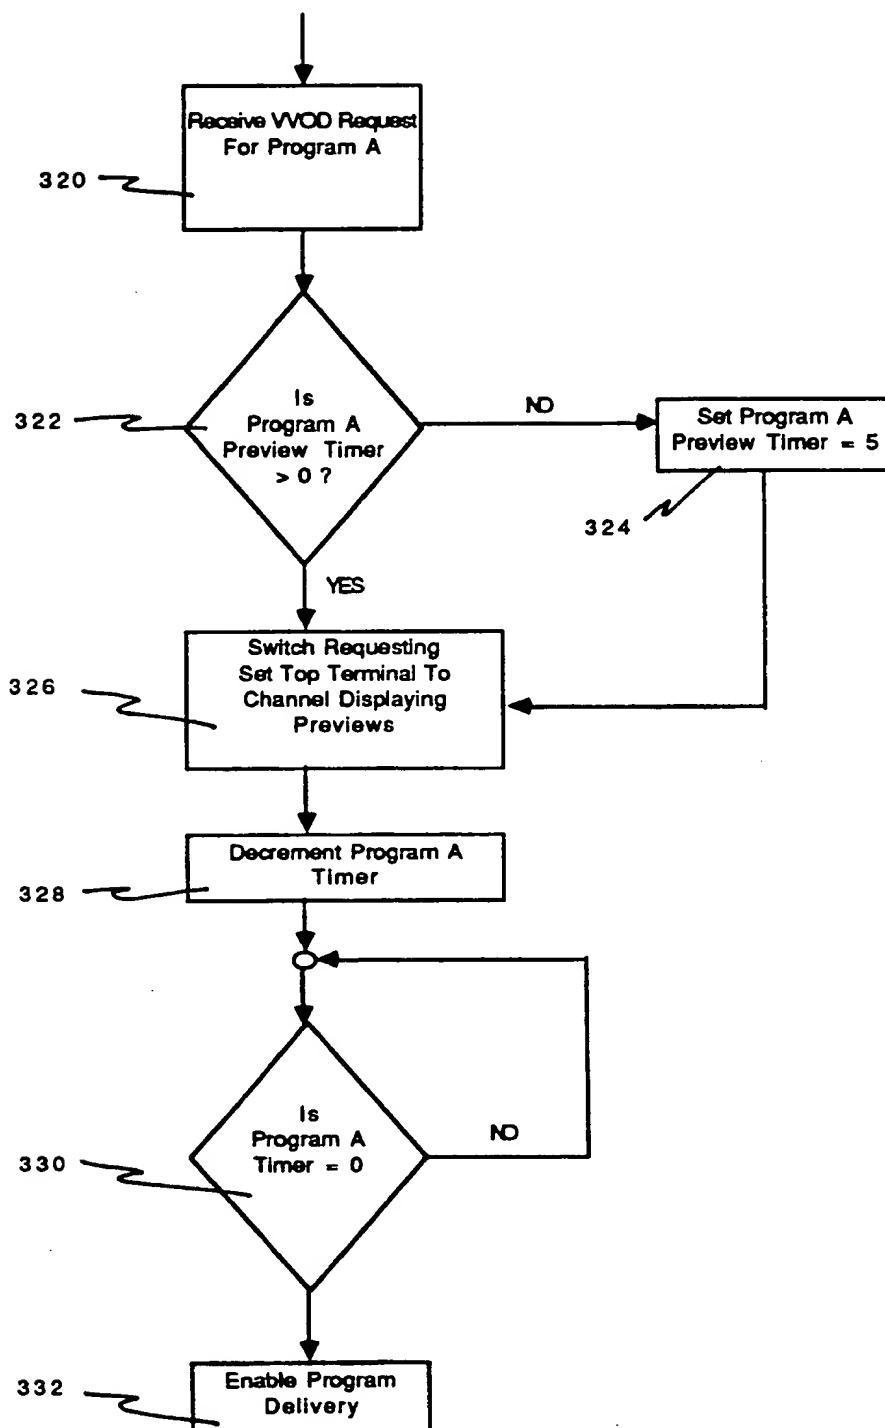 Receive VVOD Request
For Program A
320
Is
Program A
Preview Timer
> 0 ?
322
NO
Set Program A
Preview Timer = 5
324
YES
Switch Requesting
Set Top Terminal To
Channel Displaying
Previews
326
Decrement Program A
Timer
328
Is
Program A
Timer = 0
NO
330
Enable Program
Delivery
332